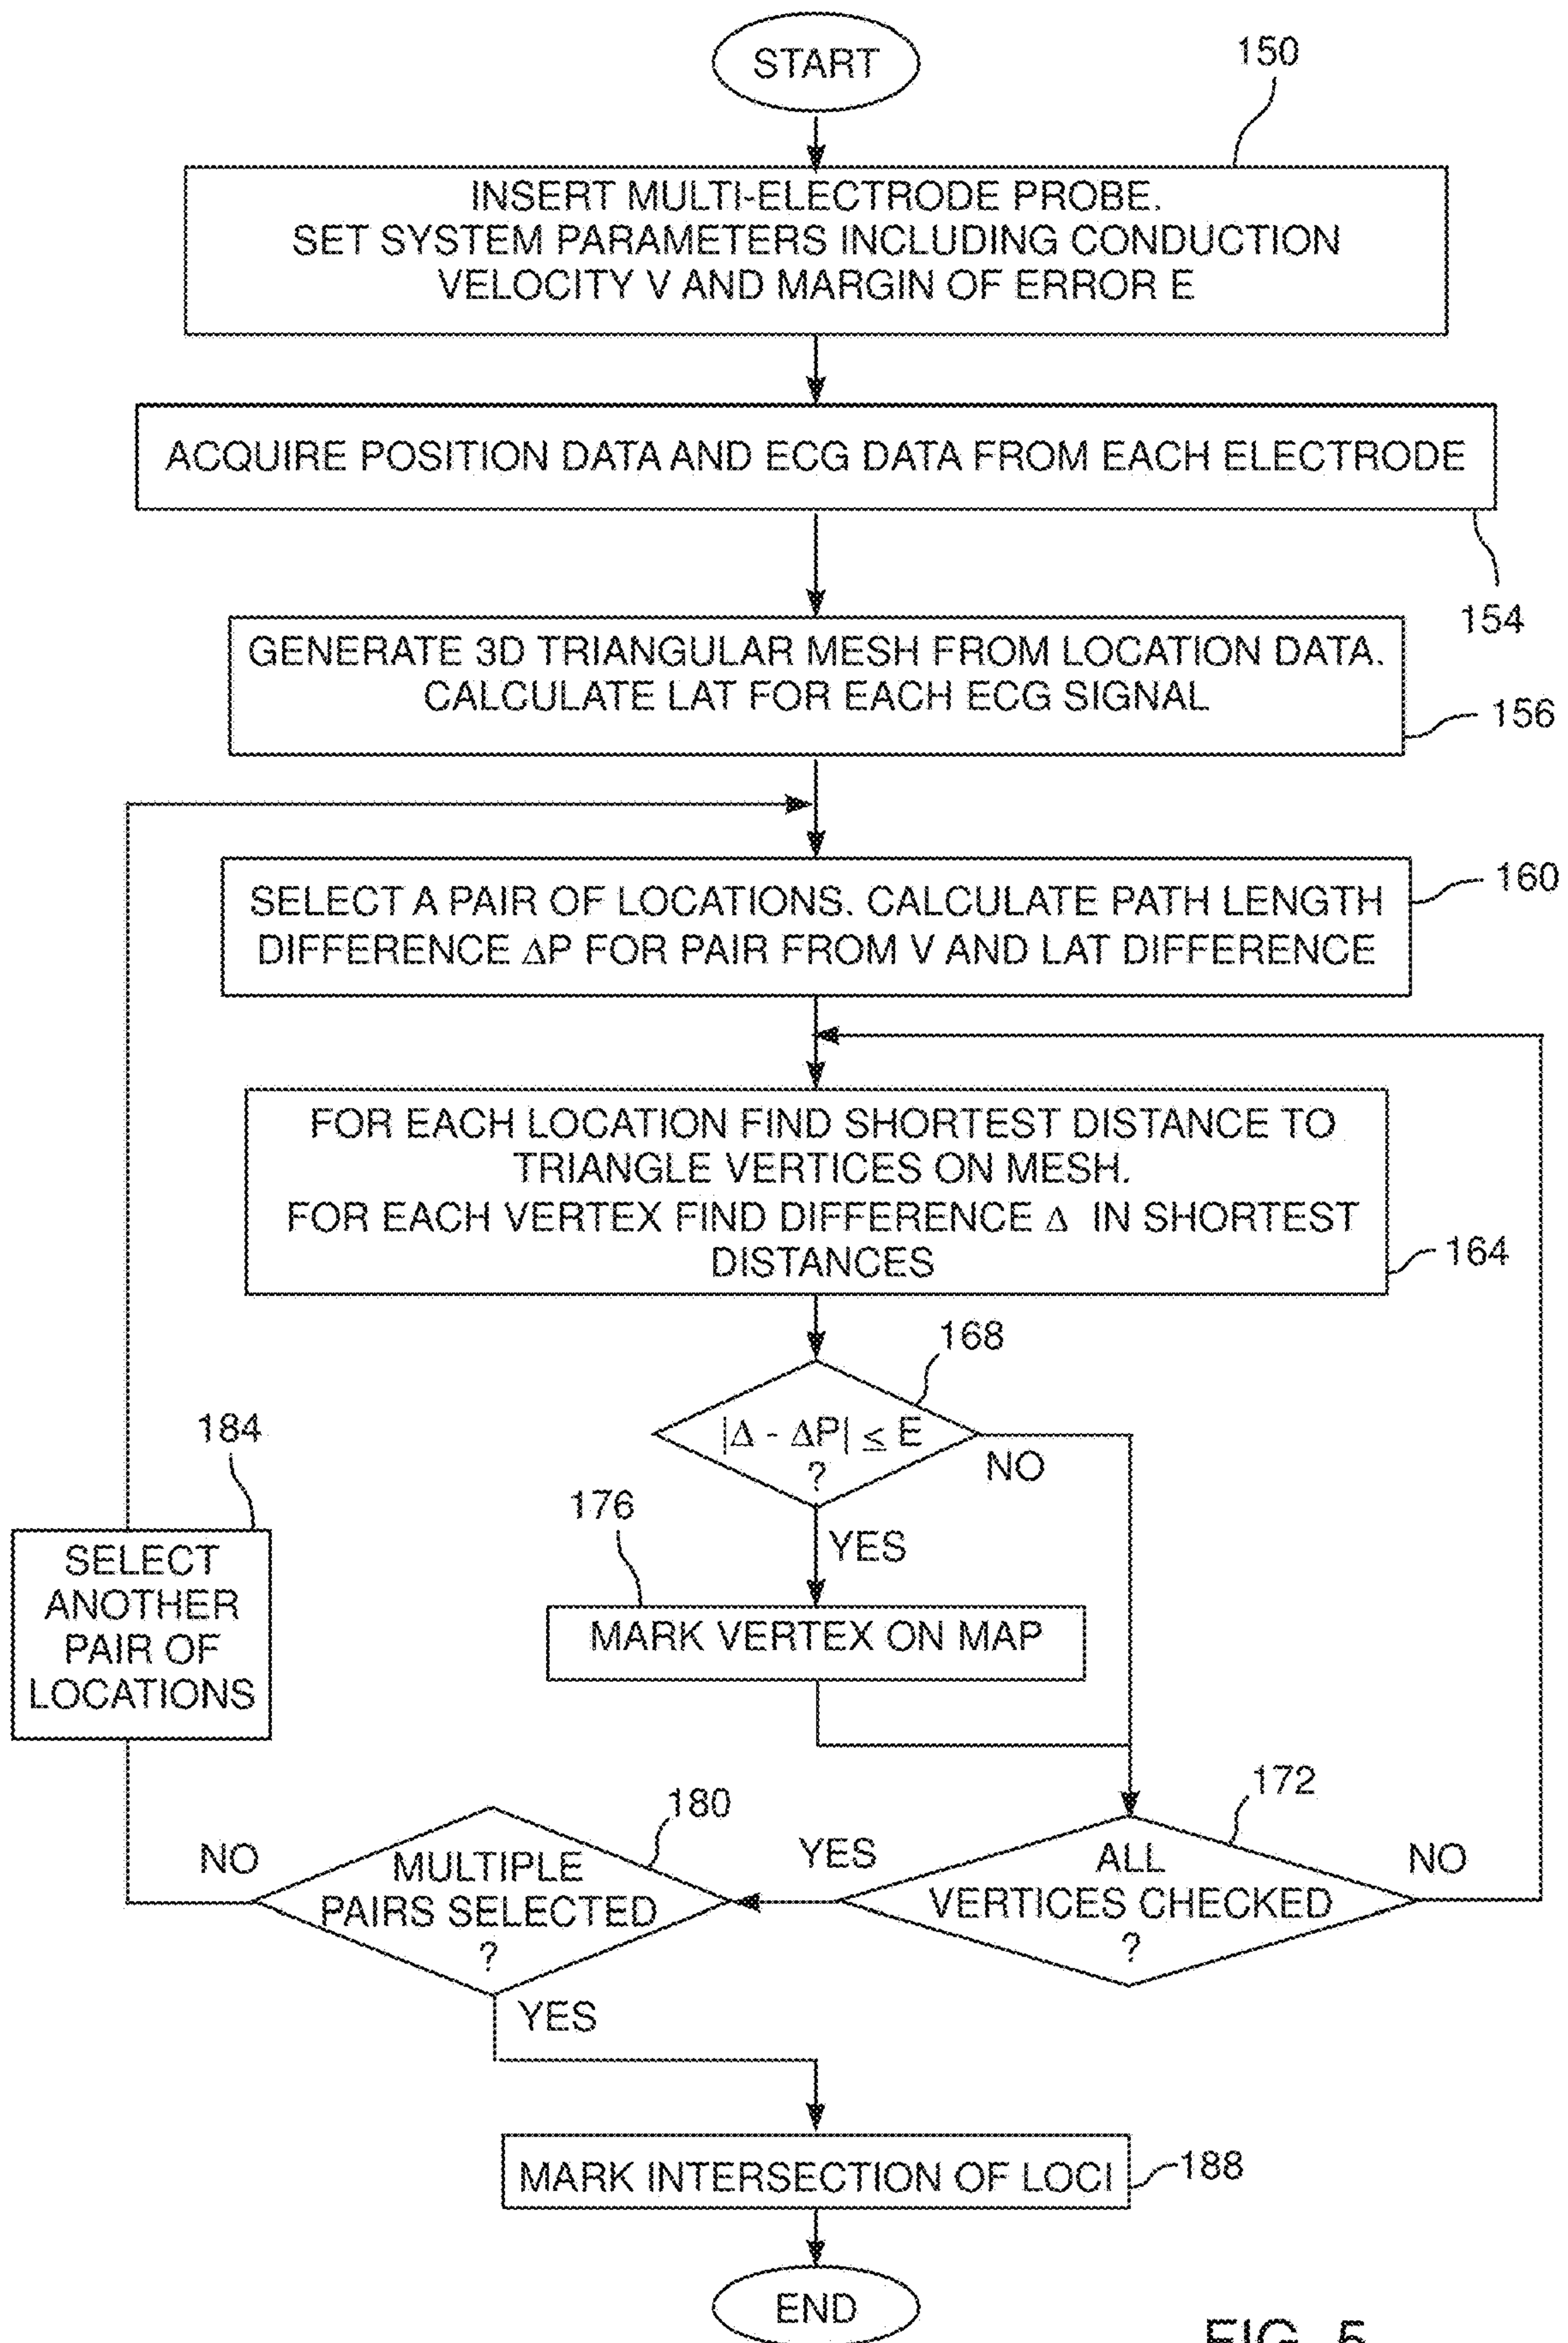 START
150
INSERT MULTI-ELECTRODE PROBE.
SET SYSTEM PARAMETERS INCLUDING CONDUCTION
VELOCITY V AND MARGIN OF ERROR E
ACQUIRE POSITION DATA AND ECG DATA FROM EACH ELECTRODE
154
GENERATE 3D TRIANGULAR MESH FROM LOCATION DATA.
CALCULATE LAT FOR EACH ECG SIGNAL
156
SELECT A PAIR OF LOCATIONS. CALCULATE PATH LENGTH
DIFFERENCE ΔP FOR PAIR FROM V AND LAT DIFFERENCE
160
FOR EACH LOCATION FIND SHORTEST DISTANCE TO
TRIANGLE VERTICES ON MESH.
FOR EACH VERTEX FIND DIFFERENCE Δ IN SHORTEST
DISTANCES
164
168
|Δ - ΔP| ≤ E
?
NO
YES
176
MARK VERTEX ON MAP
184
SELECT
ANOTHER
PAIR OF
LOCATIONS
172
ALL
VERTICES CHECKED
?
NO
YES
180
MULTIPLE
PAIRS SELECTED
?
NO
YES
MARK INTERSECTION OF LOCI
188
END
FIG. 5